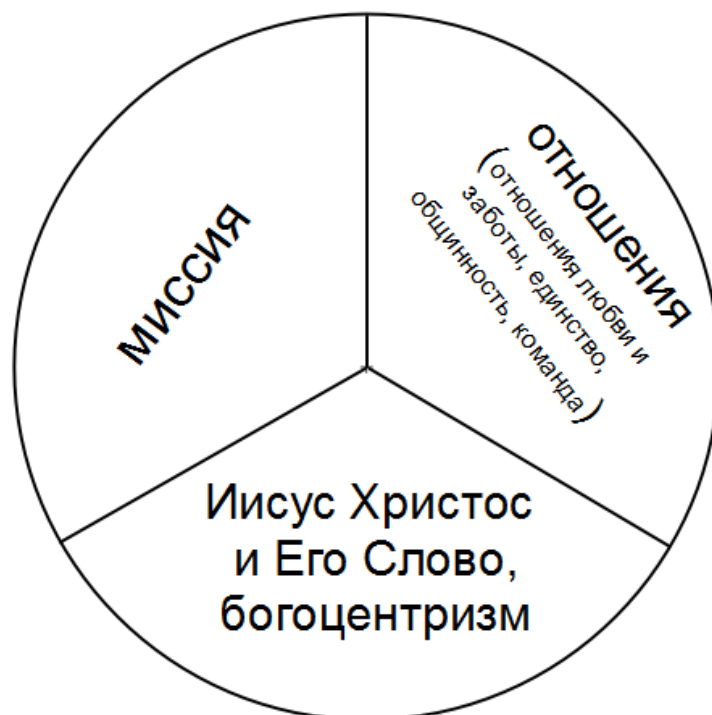 миссия
отношения
(отношения любви и
заботы, единство,
общинность, команда)
Иисус Христос
и Его Слово,
богоцентризм